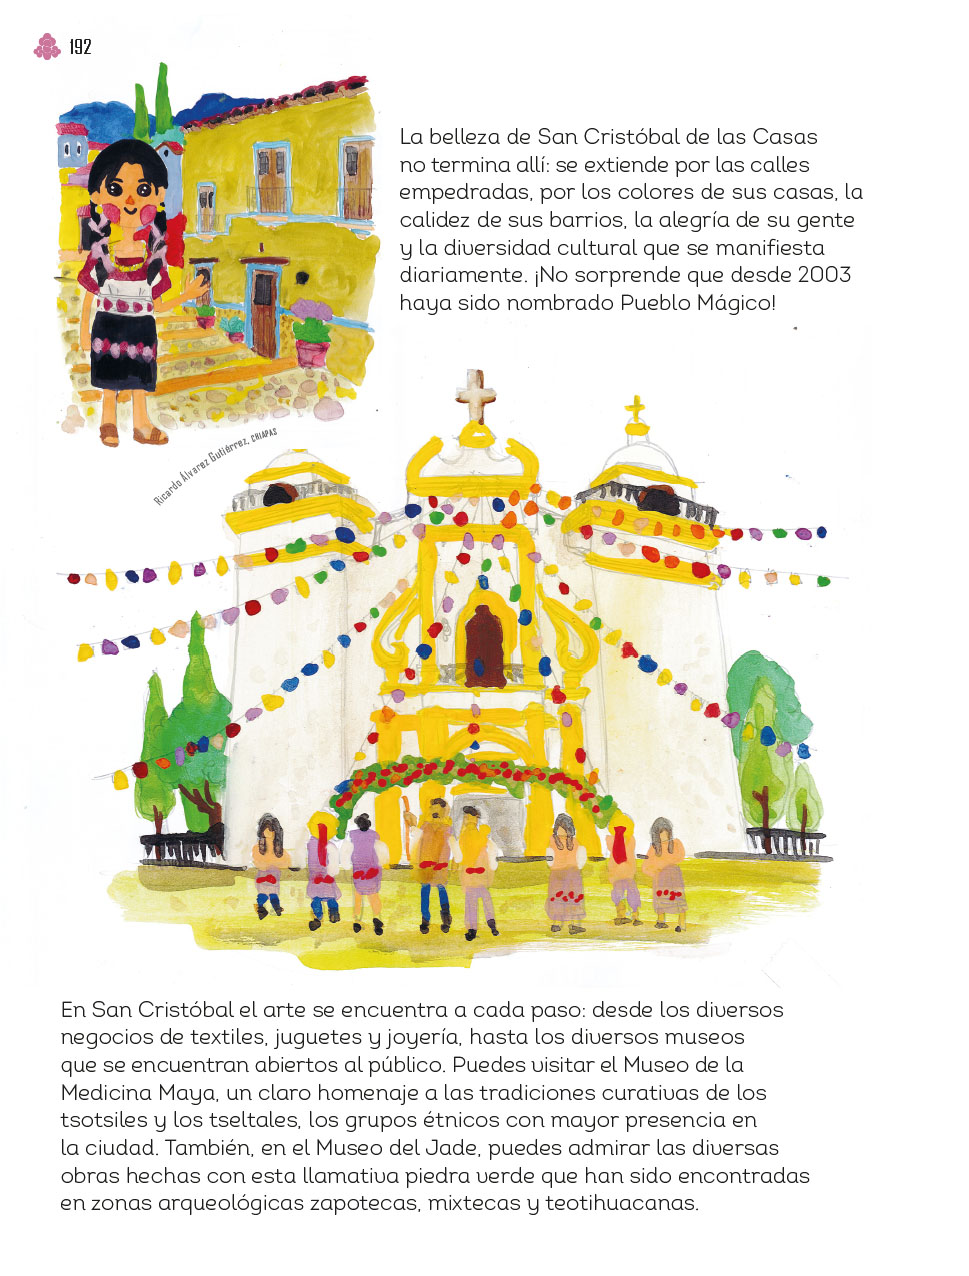 192
La belleza de San Cristóbal de las Casas
no termina allí: se extiende por las calles
empedradas, por los colores de sus casas, la
calidez de sus barrios, la alegría de su gente
y la diversidad cultural que se manifiesta
diariamente. ¡No sorprende que desde 2003
haya sido nombrado Pueblo Mágico!
Ricardo Álvarez Gutiérrez, CHIAPAS
En San Cristóbal el arte se encuentra a cada paso: desde los diversos
negocios de textiles, juguetes y joyería, hasta los diversos museos
que se encuentran abiertos al público. Puedes visitar el Museo de la
Medicina Maya, un claro homenaje a las tradiciones curativas de los
tsotsiles y los tseltales, los grupos étnicos con mayor presencia en
la ciudad. También, en el Museo del Jade, puedes admirar las diversas
obras hechas con esta llamativa piedra verde que han sido encontradas
en zonas arqueológicas zapotecas, mixtecas y teotihuacanas.